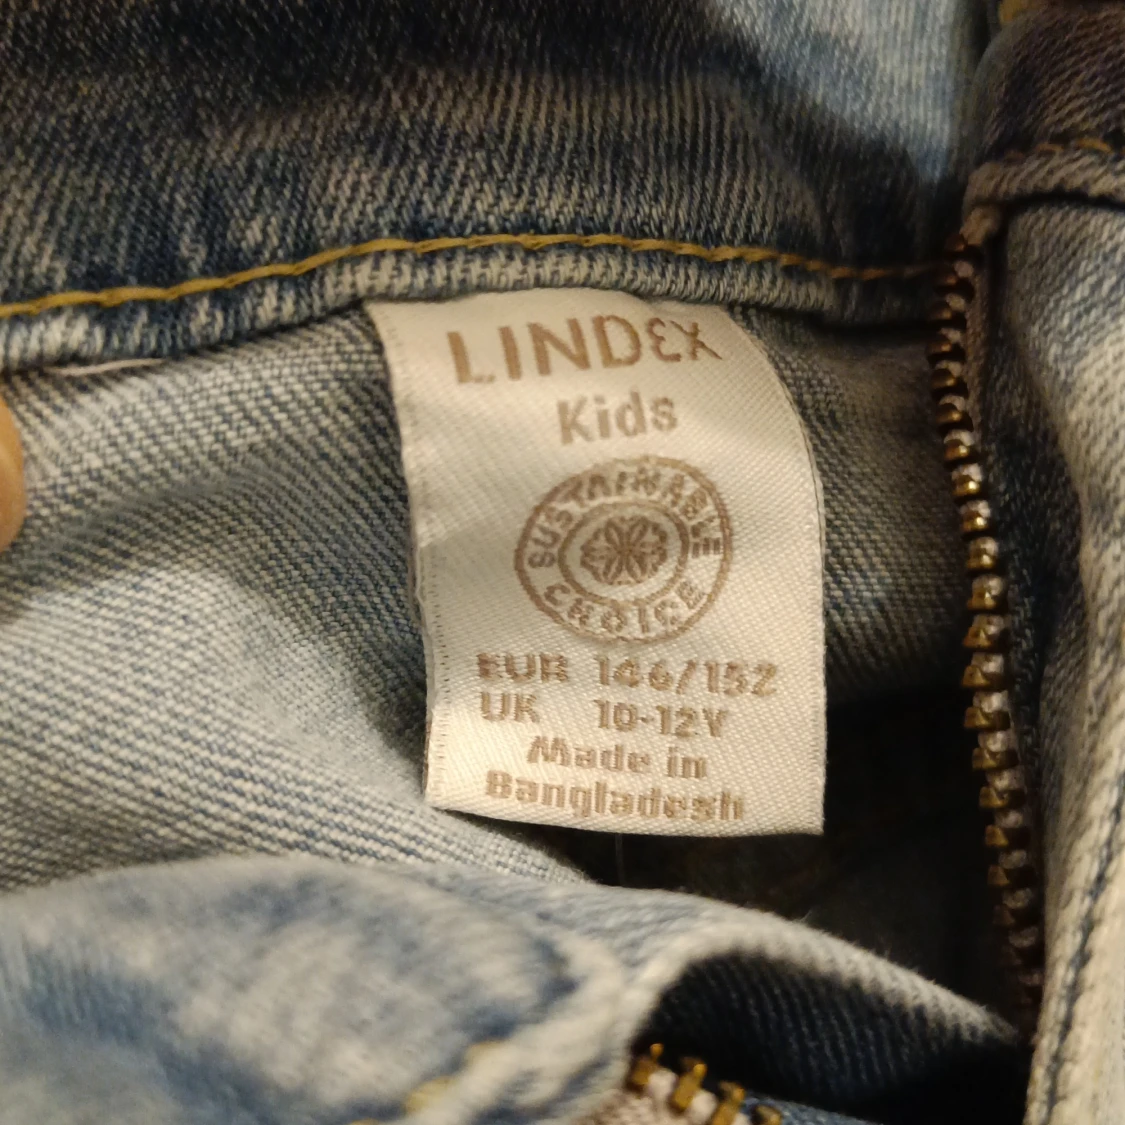 LINDEX
Kids
SUSTAINABLE
CHOICE
EUR 146/152
UK 10-12Y
Made in
Bangladesh